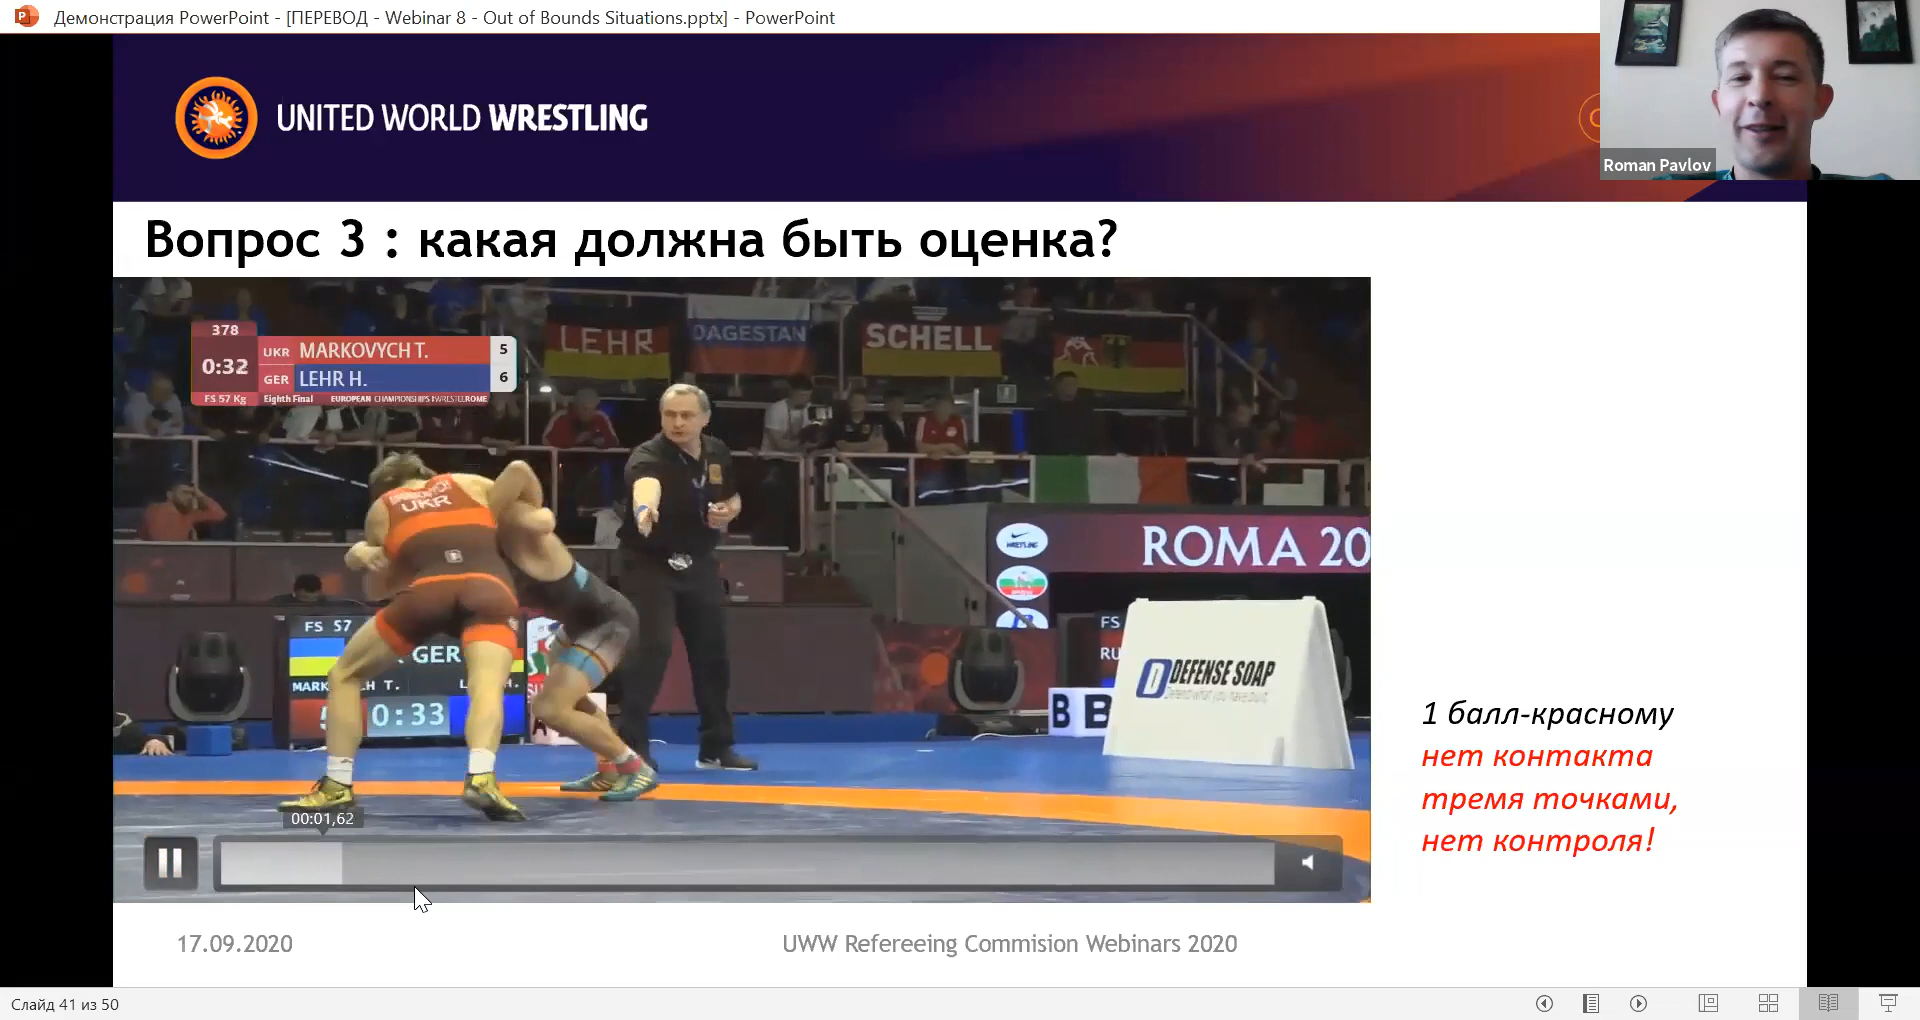 Демонстрация PowerPoint - [ПЕРЕВОД - Webinar 8 - Out of Bounds Situations.pptx] - PowerPoint
UNITED WORLD WRESTLING
Roman Pavlov
Вопрос 3 : какая должна быть оценка?
378
0:32
UKR MARKOVYCH T. 5
GER LEHR H. 6
FS 57 Kg Eighth Final EUROPEAN CHAMPIONSHIPS
LEHR
DAGESTAN
SCHELL
UKR
ROMA 20
FS 57
GER
MARK CH T.
0:33
FS
RU
B B
DEFENSE SOAP
00:01,62
1 балл-красному
нет контакта
тремя точками,
нет контроля!
17.09.2020
UWW Refereeing Commision Webinars 2020
Слайд 41 из 50